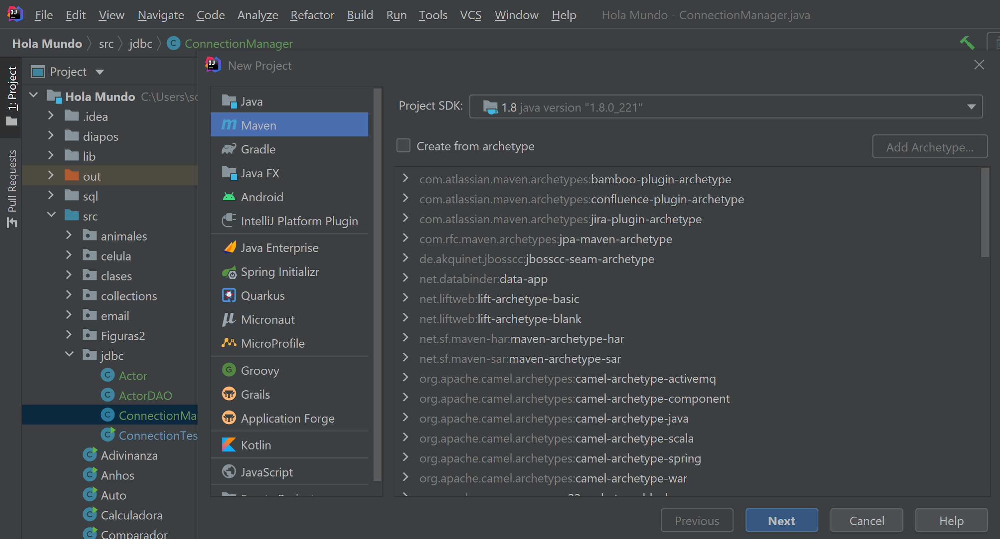 File Edit View Navigate Code Analyze Refactor Build Run Tools VCS Window Help Hola Mundo - ConnectionManager.java
Hola Mundo src jdbc C ConnectionManager
1: Project
Pull Requests
Project
Hola Mundo C:\Users\sc
.idea
diapos
lib
out
sql
src
animales
celula
clases
collections
email
Figuras2
jdbc
C Actor
C ActorDAO
C ConnectionMa
C ConnectionTes
C Adivinanza
C Anhos
C Auto
C Calculadora
C Comparador
IJ New Project
Java
m Maven
Gradle
Java FX
Android
IntelliJ Platform Plugin
Java Enterprise
Spring Initializr
Quarkus
μ Micronaut
MicroProfile
G Groovy
Grails
Application Forge
Kotlin
JavaScript
Project SDK: 1.8 java version "1.8.0_221"
Create from archetype Add Archetype...
com.atlassian.maven.archetypes:bamboo-plugin-archetype
com.atlassian.maven.archetypes:confluence-plugin-archetype
com.atlassian.maven.archetypes:jira-plugin-archetype
com.rfc.maven.archetypes:jpa-maven-archetype
de.akquinet.jbosscc:jbosscc-seam-archetype
net.databinder:data-app
net.liftweb:lift-archetype-basic
net.liftweb:lift-archetype-blank
net.sf.maven-har:maven-archetype-har
net.sf.maven-sar:maven-archetype-sar
org.apache.camel.archetypes:camel-archetype-activemq
org.apache.camel.archetypes:camel-archetype-component
org.apache.camel.archetypes:camel-archetype-java
org.apache.camel.archetypes:camel-archetype-scala
org.apache.camel.archetypes:camel-archetype-spring
org.apache.camel.archetypes:camel-archetype-war
Previous Next Cancel Help